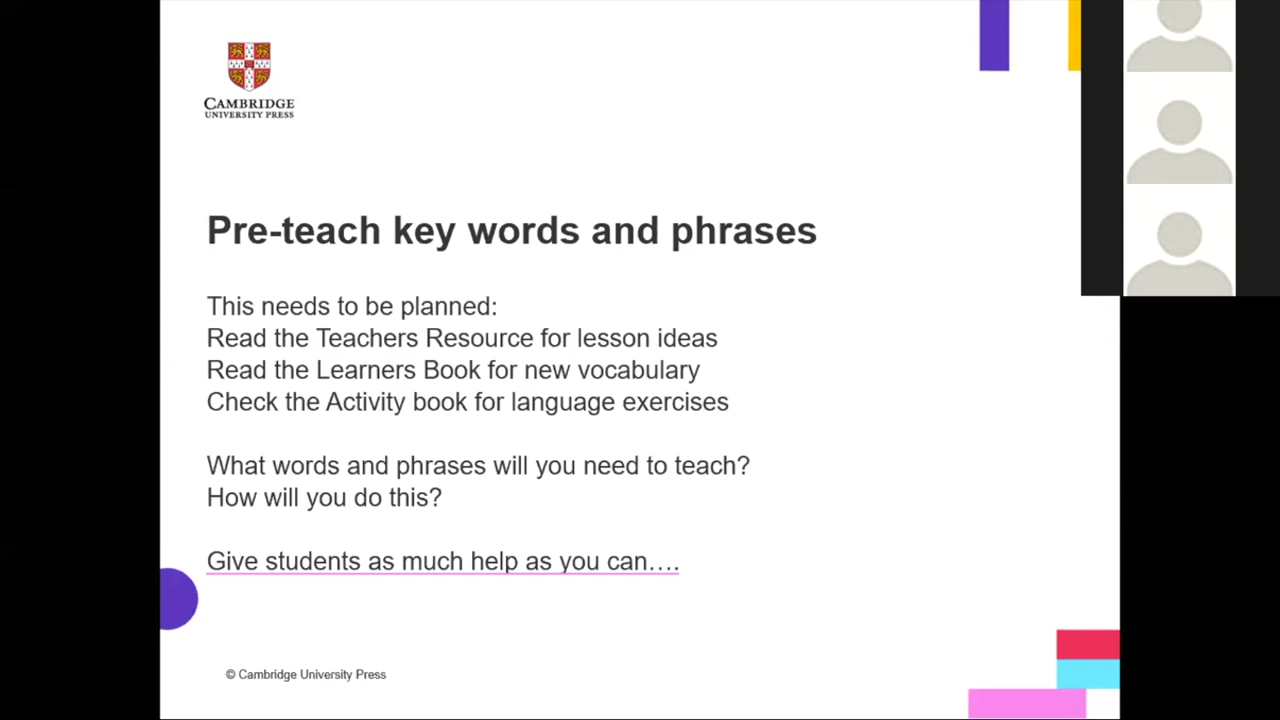 CAMBRIDGE
UNIVERSITY PRESS
Pre-teach key words and phrases
This needs to be planned:
Read the Teachers Resource for lesson ideas
Read the Learners Book for new vocabulary
Check the Activity book for language exercises
What words and phrases will you need to teach?
How will you do this?
Give students as much help as you can….
© Cambridge University Press